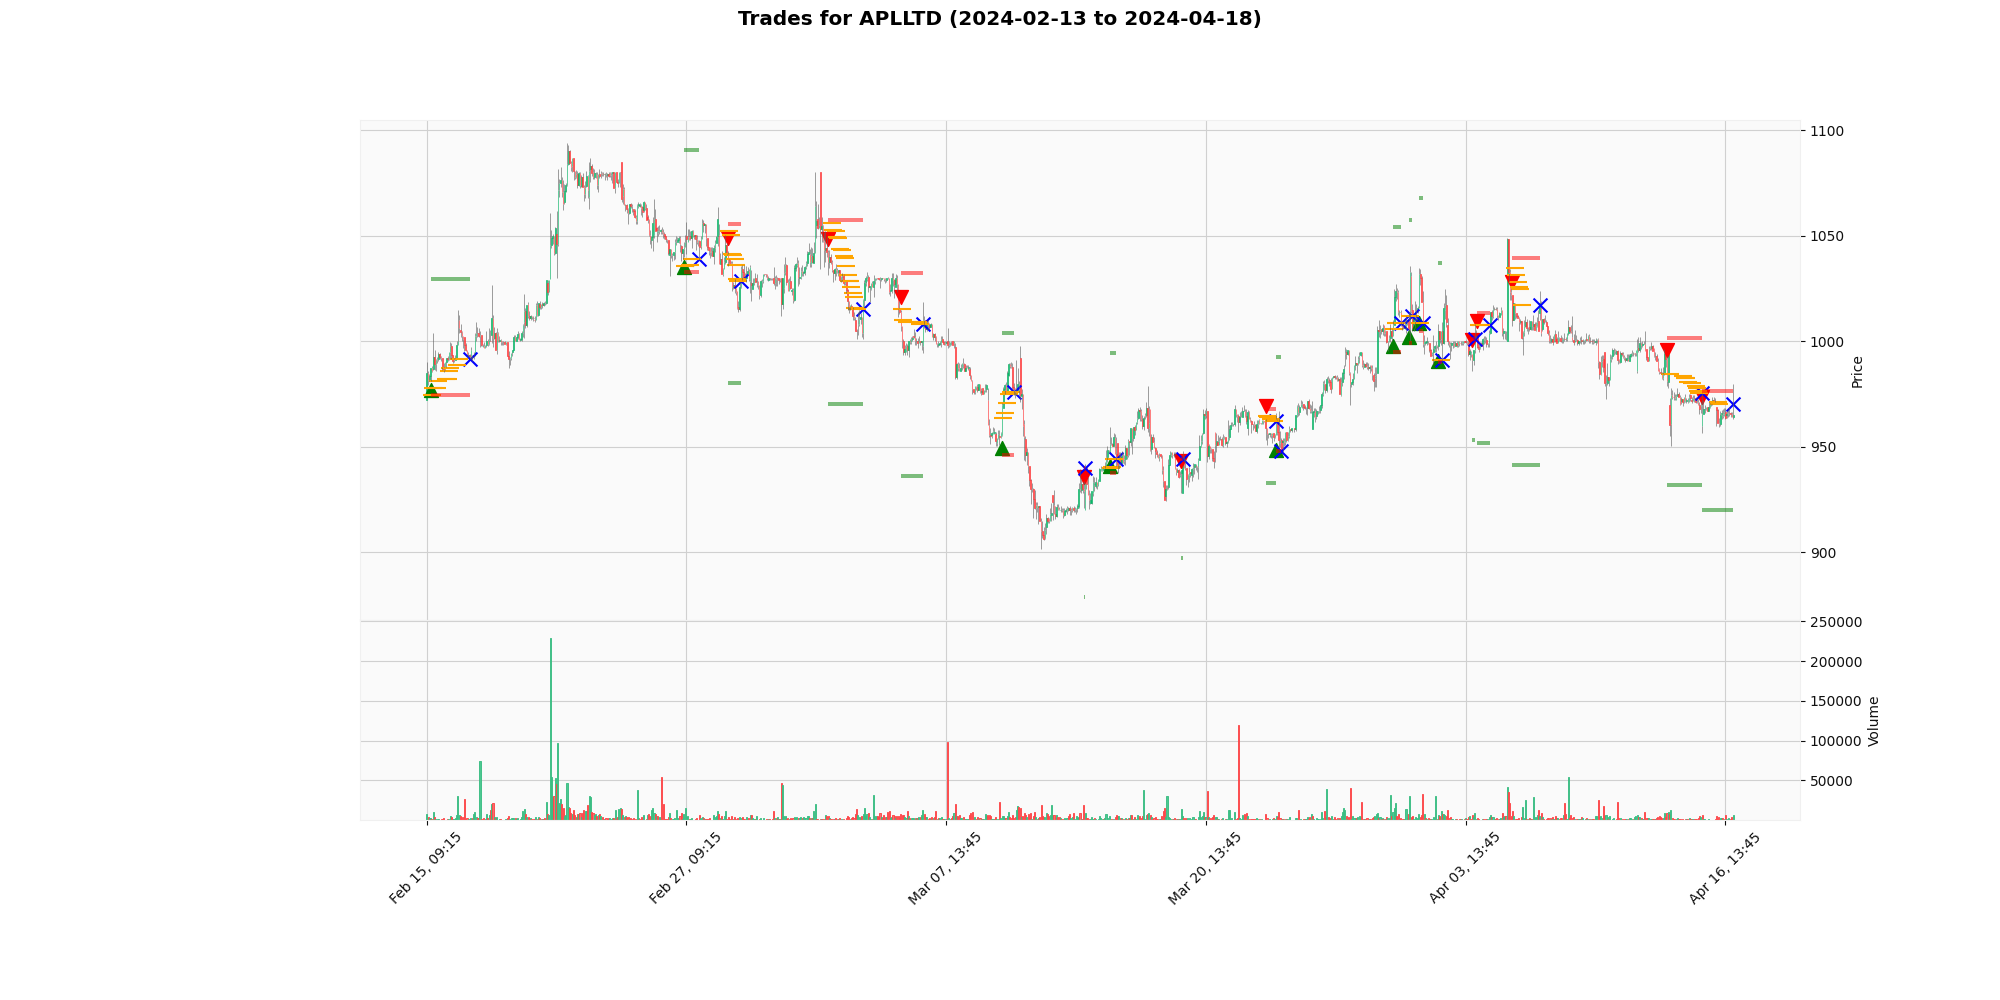 Trades for APLLTD (2024-02-13 to 2024-04-18)
1100
1050
1000
950
900
Price
250000
200000
150000
100000
50000
Volume
Feb 15, 09:15
Feb 27, 09:15
Mar 07, 13:45
Mar 20, 13:45
Apr 03, 13:45
Apr 16, 13:45